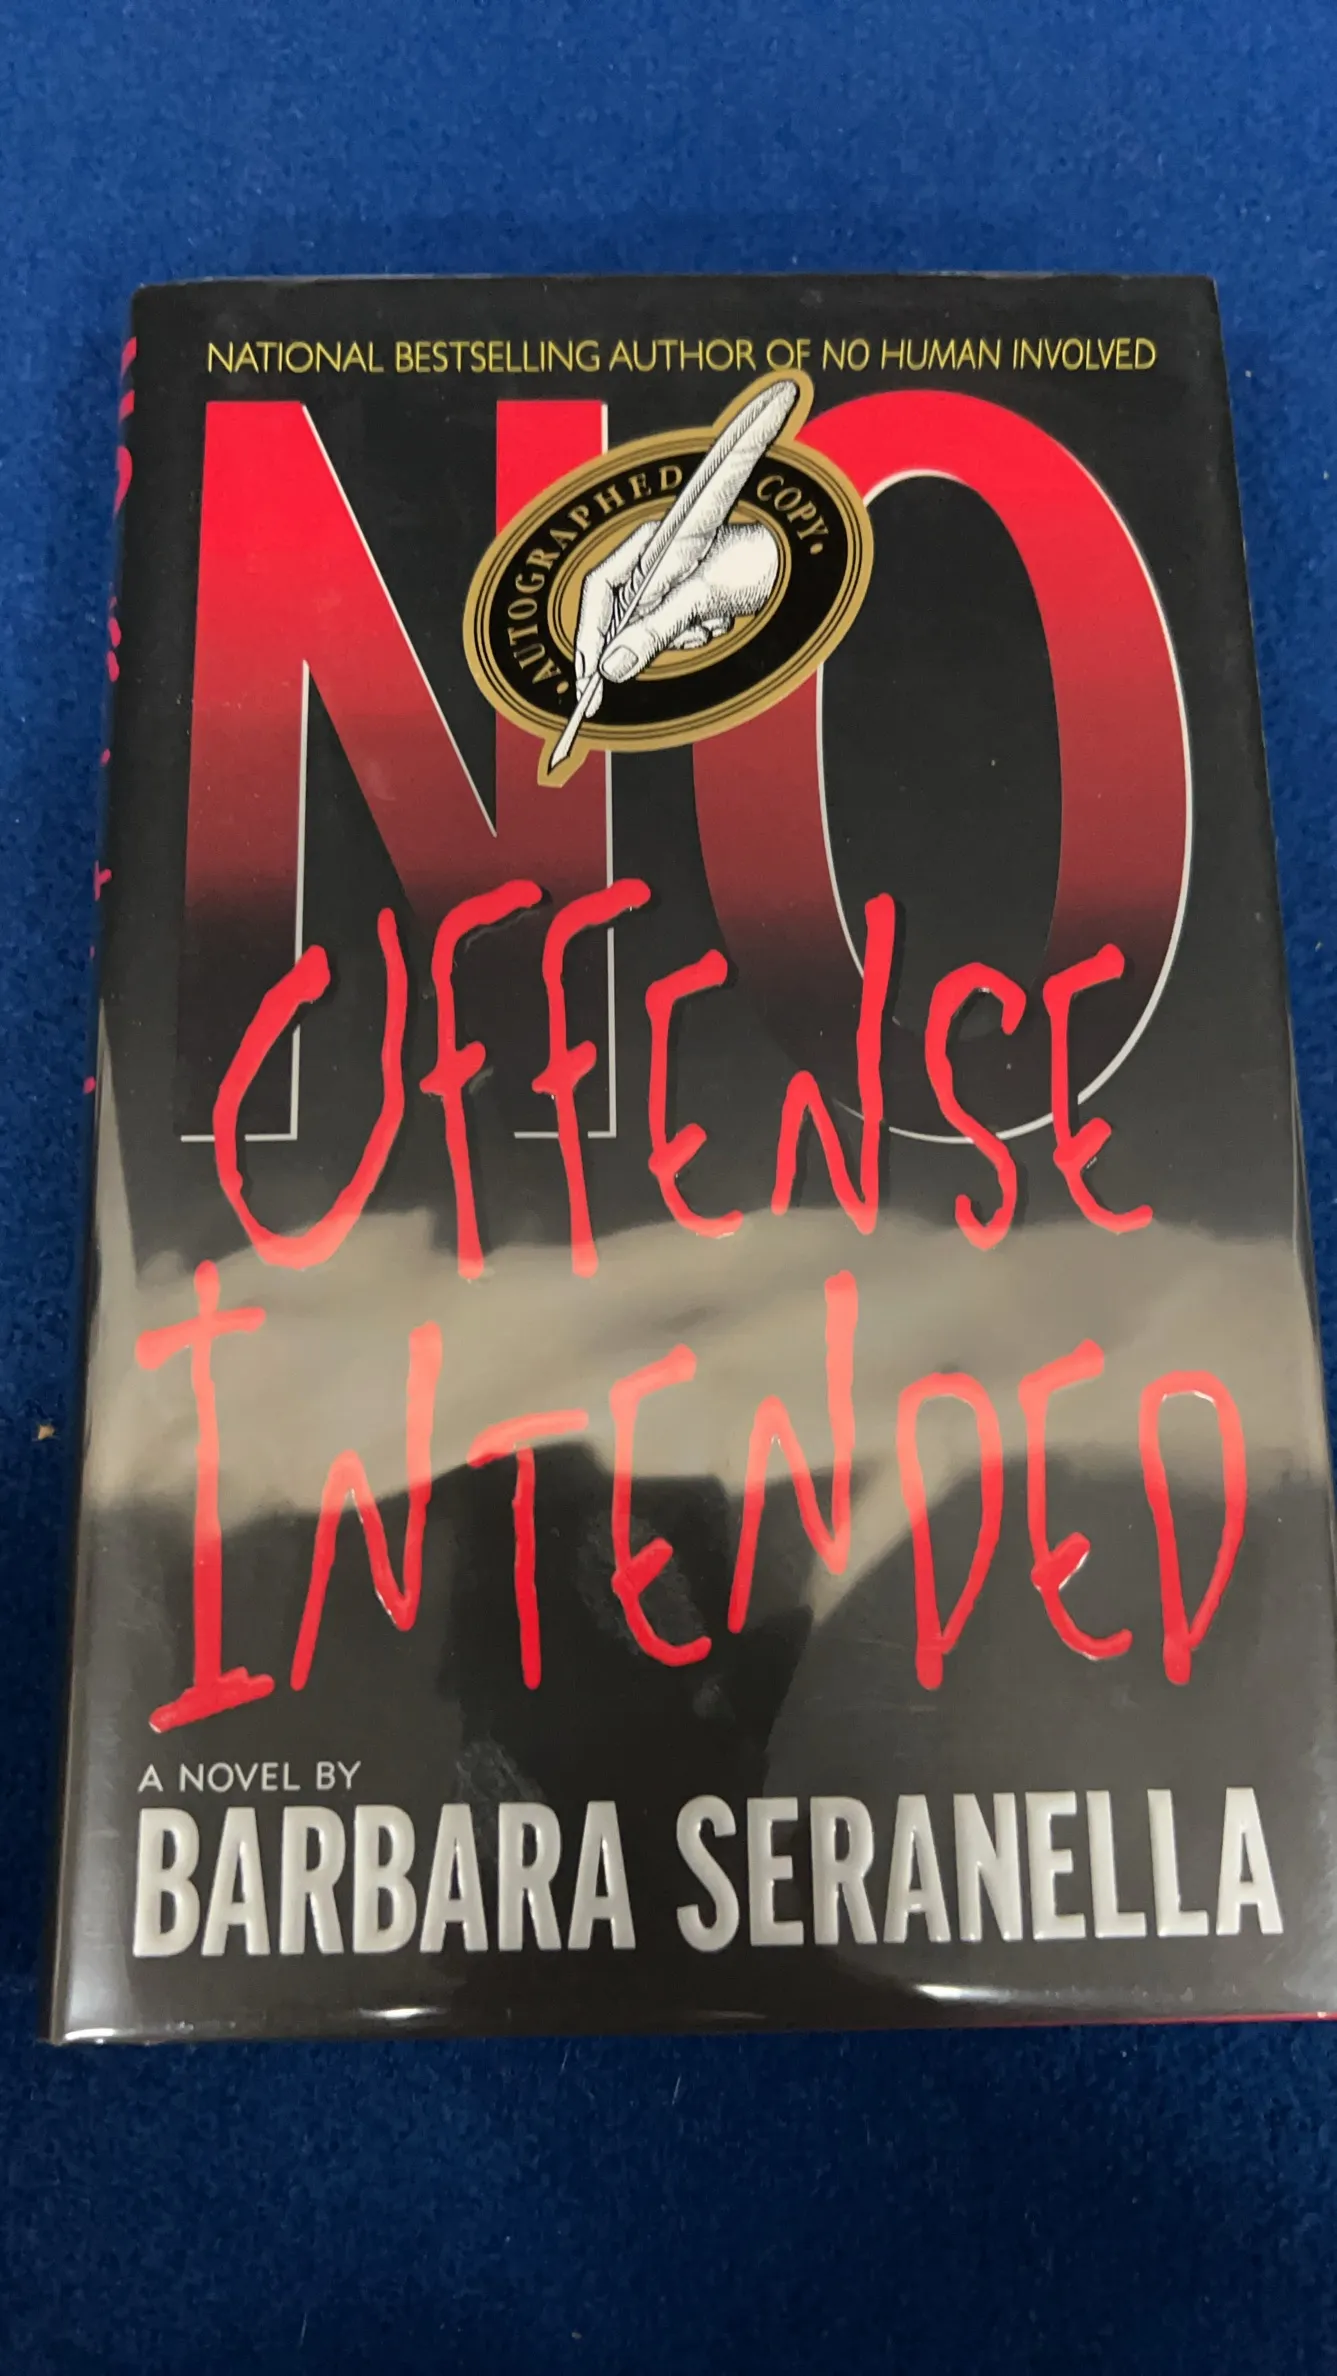 NATIONAL BESTSELLING AUTHOR OF NO HUMAN INVOLVED
NO
·AUTOGRAPHED COPY·
OFFENSE
INTENDED
A NOVEL BY
BARBARA SERANELLA